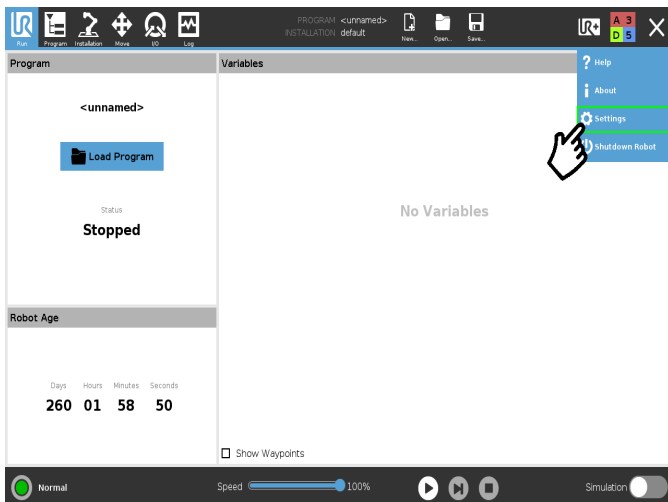 UR
Run
Program
Installation
Move
I/O
Log
PROGRAM <unnamed>
INSTALLATION default
New...
Open...
Save...
UR+
A 3
D 5
Program
<unnamed>
Load Program
Status
Stopped
Robot Age
Days Hours Minutes Seconds
260 01 58 50
Variables
No Variables
Show Waypoints
? Help
i About
Settings
Shutdown Robot
Normal
Speed 100%
Simulation